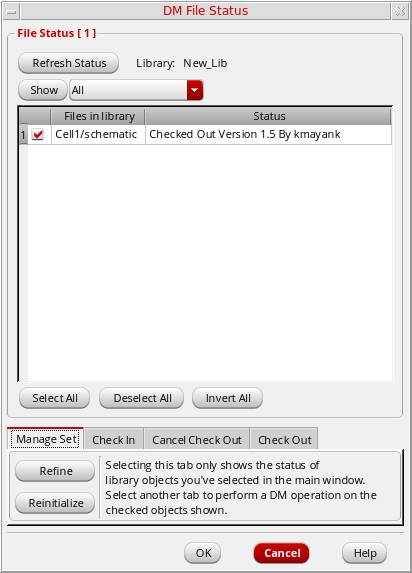 DM File Status
File Status [ 1 ]
Refresh Status Library: New_Lib
Show All
Files in library Status
1 Cell1/schematic Checked Out Version 1.5 By kmayank
Select All Deselect All Invert All
Manage Set Check In Cancel Check Out Check Out
Refine
Reinitialize
Selecting this tab only shows the status of
library objects you've selected in the main window.
Select another tab to perform a DM operation on the
checked objects shown.
OK Cancel Help